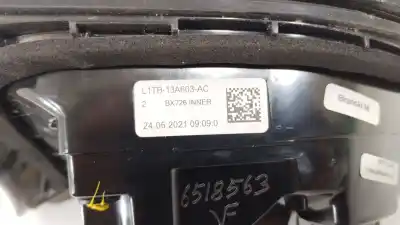 L1TB-13A603-AC
2 BX726 INNER
24.06.2021 09:09:0
6518563
VF